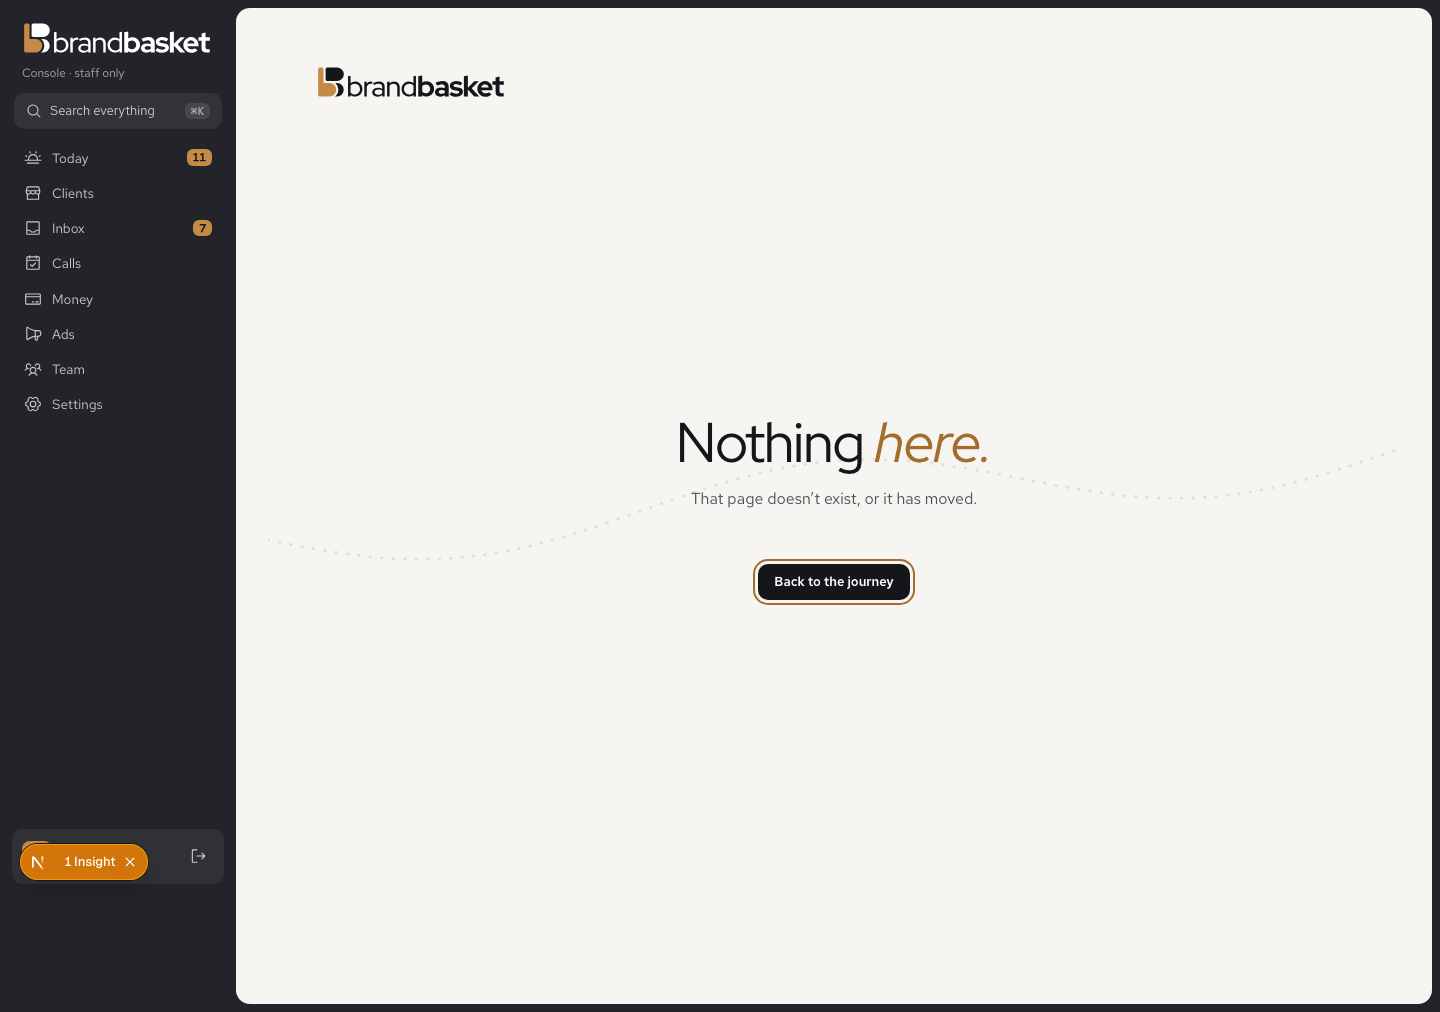 brandbasket
Console · staff only
Search everything ⌘K
Today 11
Clients
Inbox 7
Calls
Money
Ads
Team
Settings
1 Insight
brandbasket
Nothing here.
That page doesn’t exist, or it has moved.
Back to the journey